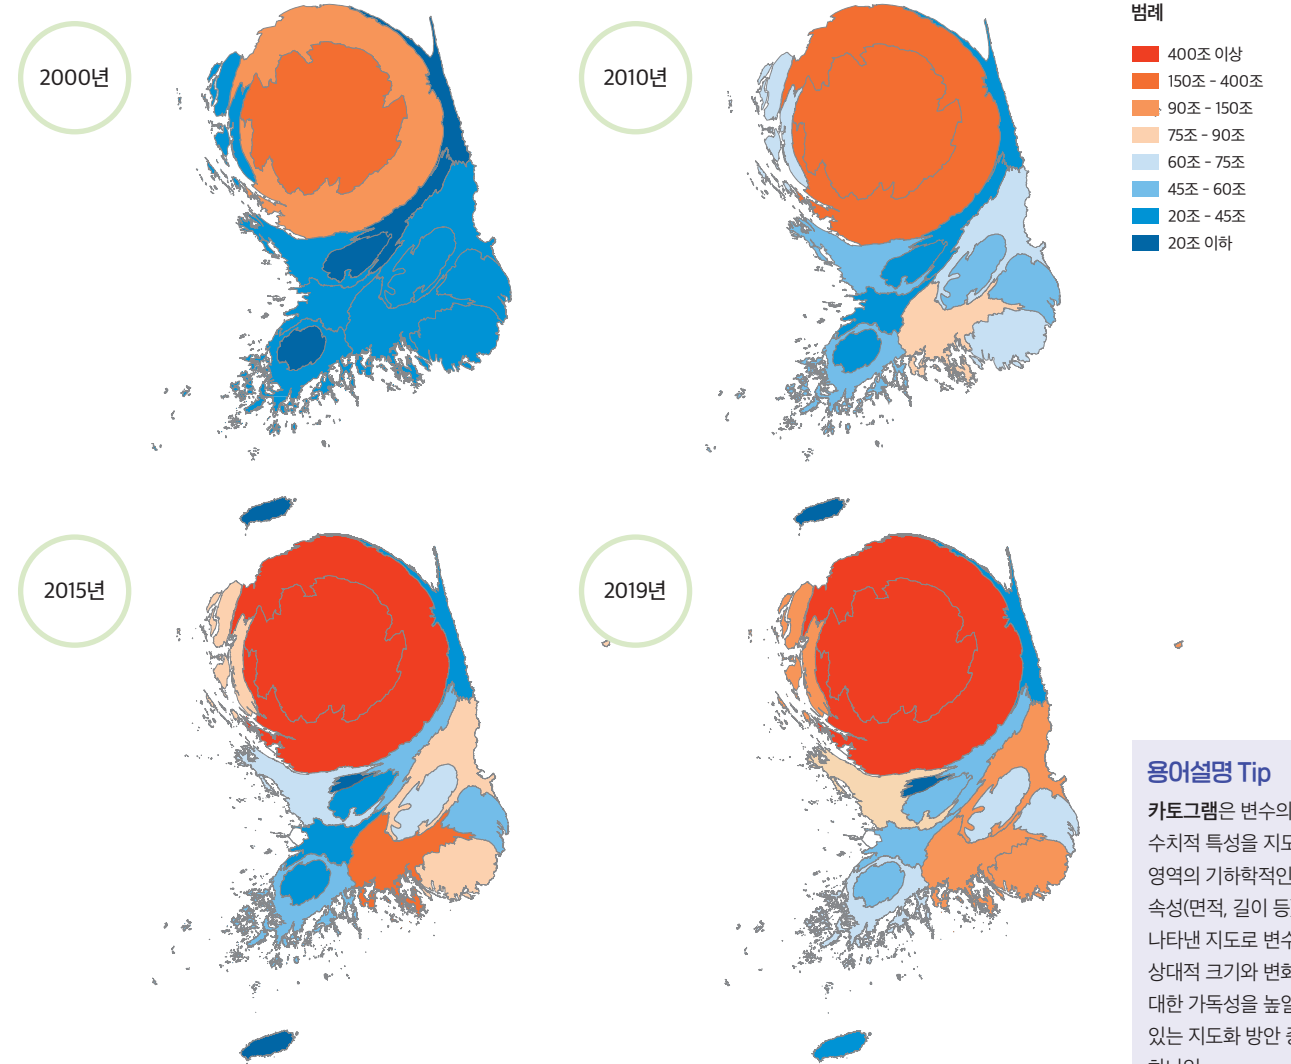 2000년
2010년
범례
400조 이상
150조 - 400조
90조 - 150조
75조 - 90조
60조 - 75조
45조 - 60조
20조 - 45조
20조 이하
2015년
2019년
용어설명 Tip
카토그램은 변수의
수치적 특성을 지도
영역의 기하학적인
속성(면적, 길이 등
나타낸 지도로 변수
상대적 크기와 변화
대한 가독성을 높일
있는 지도화 방안 중